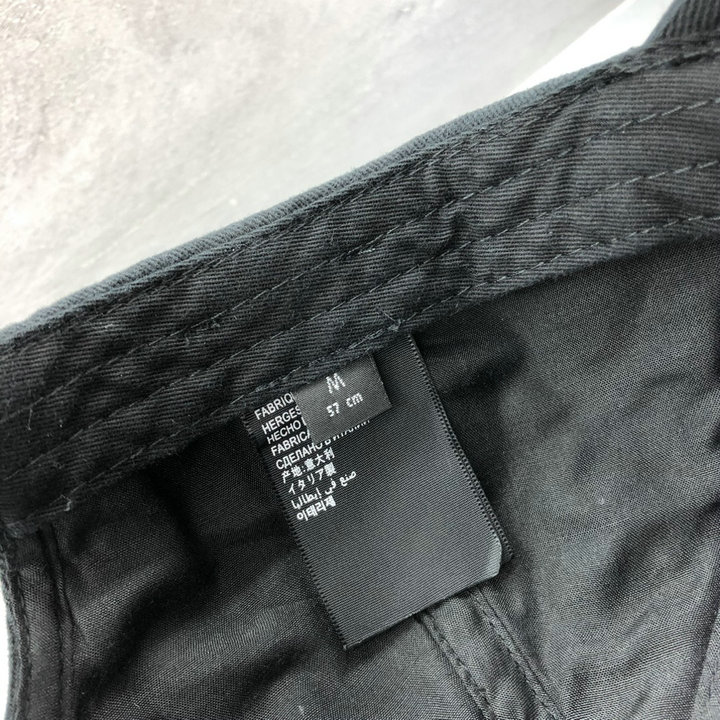 M
57 cm
FABRIQ
HERGES
HECHO
FABRICA
СДЕЛАНО В ИТАЛИИ
产地:意大利
イタリア製
صنع في إيطاليا
이태리제